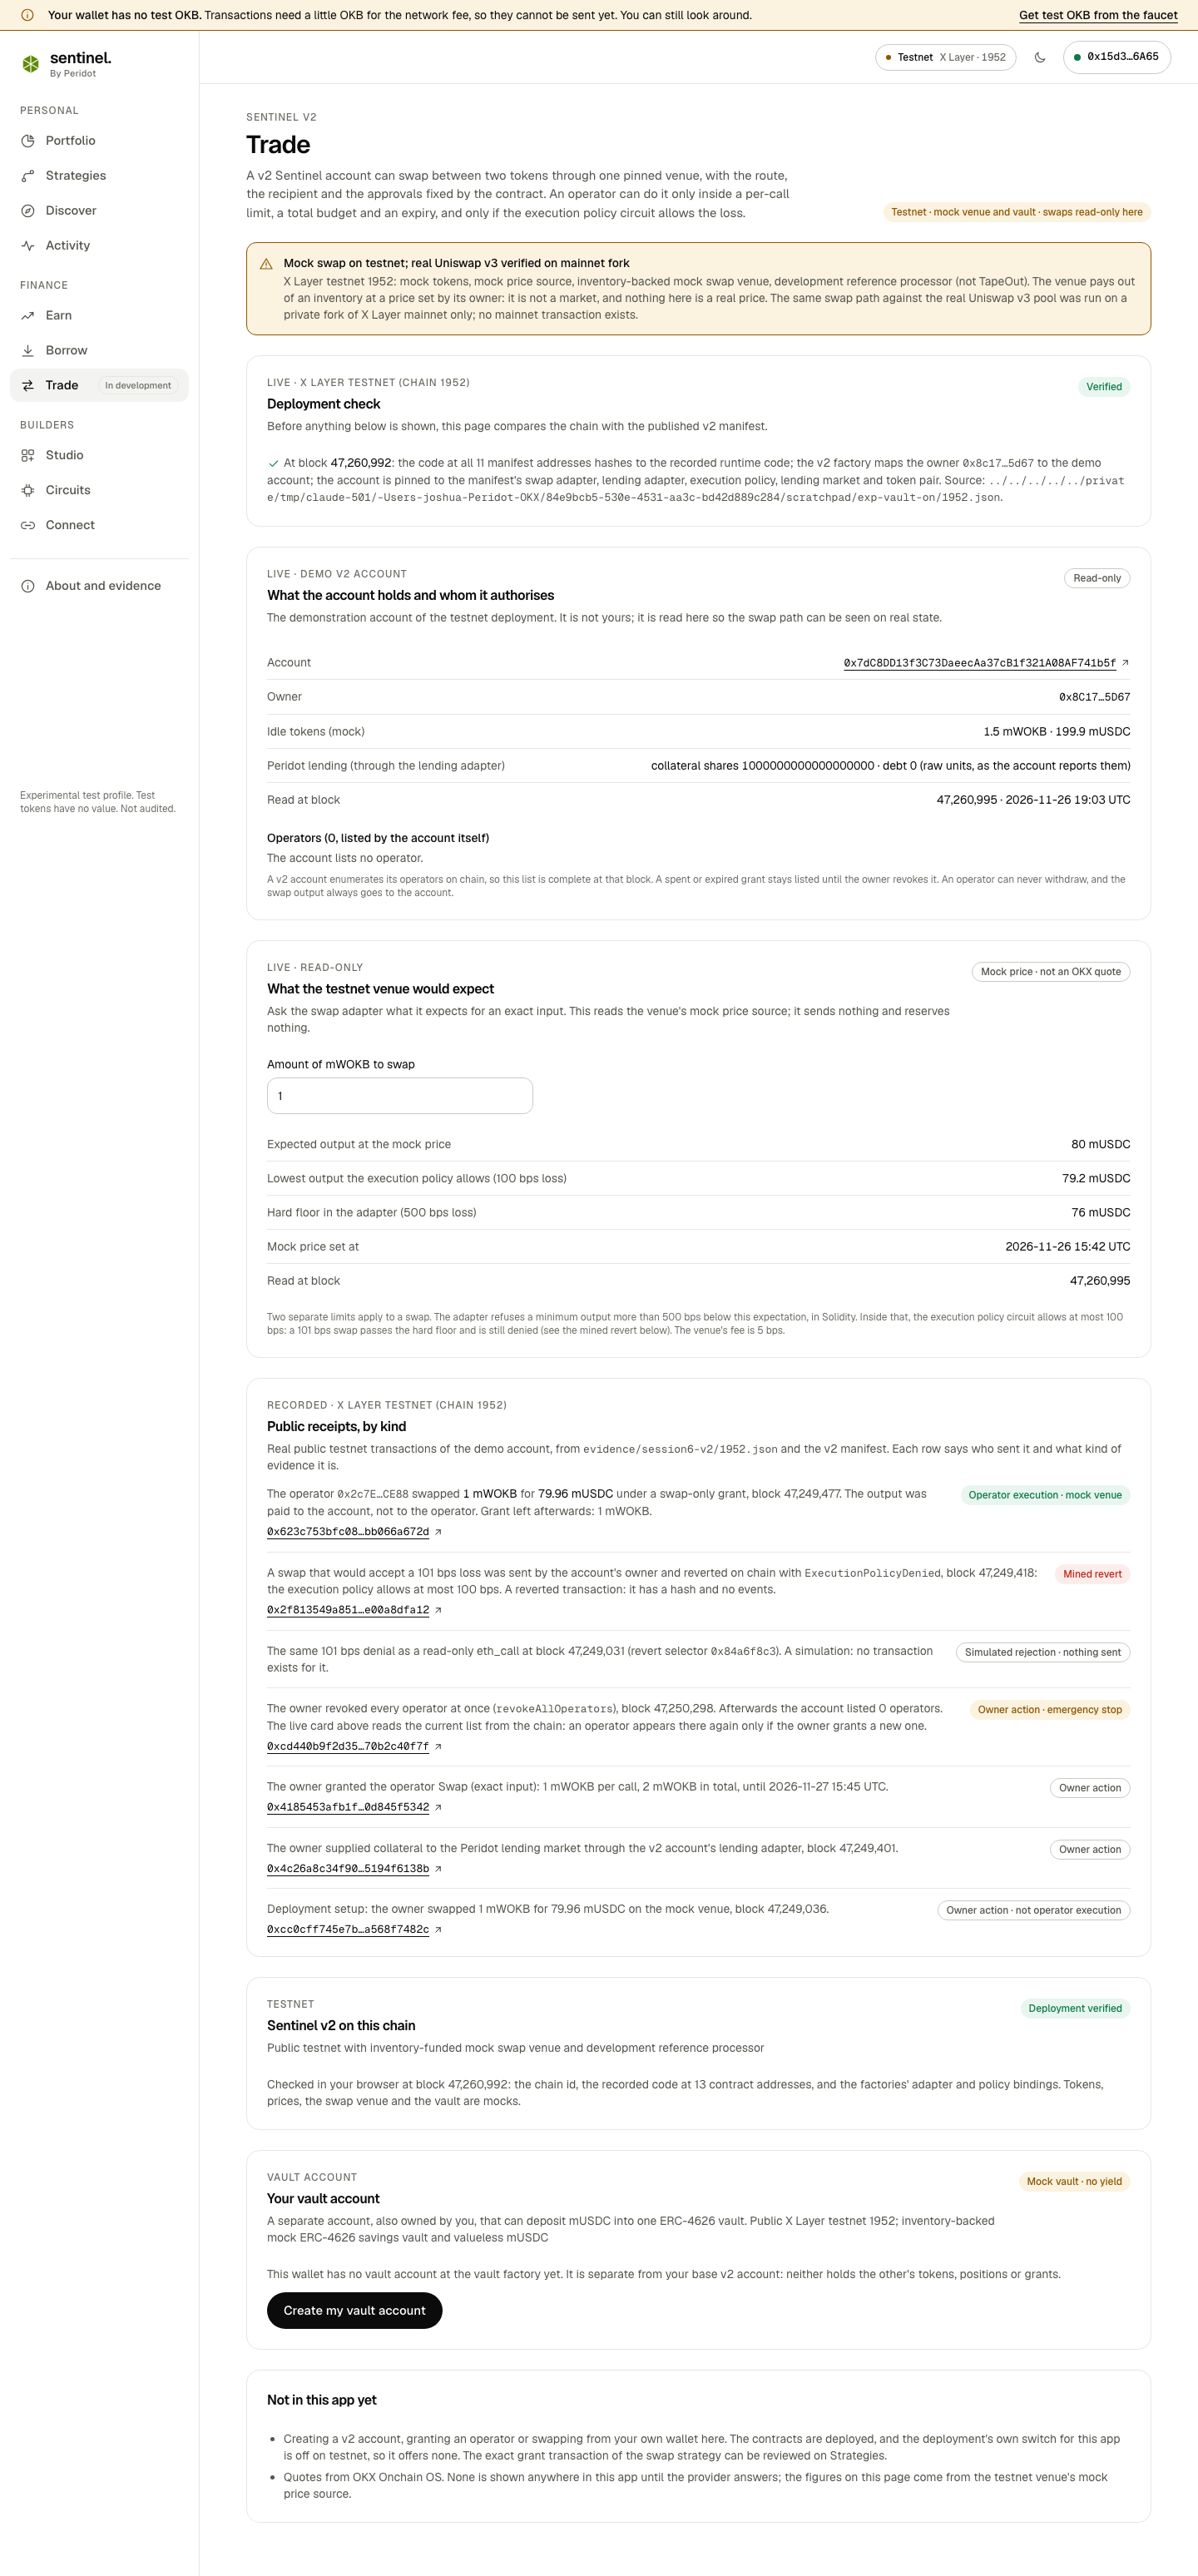 Your wallet has no test OKB. Transactions need a little OKB for the network fee, so they cannot be sent yet. You can still look around.
Get test OKB from the faucet
sentinel.
By Peridot
Testnet X Layer · 1952
0x15d3…6A65
PERSONAL
Portfolio
Strategies
Discover
Activity
FINANCE
Earn
Borrow
Trade In development
BUILDERS
Studio
Circuits
Connect
About and evidence
Experimental test profile. Test
tokens have no value. Not audited.
SENTINEL V2
Trade
A v2 Sentinel account can swap between two tokens through one pinned venue, with the route,
the recipient and the approvals fixed by the contract. An operator can do it only inside a per-call
limit, a total budget and an expiry, and only if the execution policy circuit allows the loss.
Testnet · mock venue and vault · swaps read-only here
Mock swap on testnet; real Uniswap v3 verified on mainnet fork
X Layer testnet 1952: mock tokens, mock price source, inventory-backed mock swap venue, development reference processor (not TapeOut). The venue pays out
of an inventory at a price set by its owner: it is not a market, and nothing here is a real price. The same swap path against the real Uniswap v3 pool was run on a
private fork of X Layer mainnet only; no mainnet transaction exists.
LIVE · X LAYER TESTNET (CHAIN 1952)
Verified
Deployment check
Before anything below is shown, this page compares the chain with the published v2 manifest.
At block 47,260,992: the code at all 11 manifest addresses hashes to the recorded runtime code; the v2 factory maps the owner 0x8c17…5d67 to the demo
account; the account is pinned to the manifest's swap adapter, lending adapter, execution policy, lending market and token pair. Source: ../../../../../privat
e/tmp/claude-501/-Users-joshua-Peridot-OKX/84e9bcb5-530e-4531-aa3c-bd42d889c284/scratchpad/exp-vault-on/1952.json.
LIVE · DEMO V2 ACCOUNT
Read-only
What the account holds and whom it authorises
The demonstration account of the testnet deployment. It is not yours; it is read here so the swap path can be seen on real state.
Account 0x7dC8DD13f3C73DaeecAa37cB1f321A08AF741b5f
Owner 0x8C17…5D67
Idle tokens (mock) 1.5 mWOKB · 199.9 mUSDC
Peridot lending (through the lending adapter) collateral shares 1000000000000000000 · debt 0 (raw units, as the account reports them)
Read at block 47,260,995 · 2026-11-26 19:03 UTC
Operators (0, listed by the account itself)
The account lists no operator.
A v2 account enumerates its operators on chain, so this list is complete at that block. A spent or expired grant stays listed until the owner revokes it. An operator can never withdraw, and the
swap output always goes to the account.
LIVE · READ-ONLY
Mock price · not an OKX quote
What the testnet venue would expect
Ask the swap adapter what it expects for an exact input. This reads the venue's mock price source; it sends nothing and reserves
nothing.
Amount of mWOKB to swap
1
Expected output at the mock price 80 mUSDC
Lowest output the execution policy allows (100 bps loss) 79.2 mUSDC
Hard floor in the adapter (500 bps loss) 76 mUSDC
Mock price set at 2026-11-26 15:42 UTC
Read at block 47,260,995
Two separate limits apply to a swap. The adapter refuses a minimum output more than 500 bps below this expectation, in Solidity. Inside that, the execution policy circuit allows at most 100
bps: a 101 bps swap passes the hard floor and is still denied (see the mined revert below). The venue's fee is 5 bps.
RECORDED · X LAYER TESTNET (CHAIN 1952)
Public receipts, by kind
Real public testnet transactions of the demo account, from evidence/session6-v2/1952.json and the v2 manifest. Each row says who sent it and what kind of
evidence it is.
The operator 0x2c7E…CE88 swapped 1 mWOKB for 79.96 mUSDC under a swap-only grant, block 47,249,477. The output was
paid to the account, not to the operator. Grant left afterwards: 1 mWOKB.
Operator execution · mock venue
0x623c753bfc08…bb066a672d
A swap that would accept a 101 bps loss was sent by the account's owner and reverted on chain with ExecutionPolicyDenied, block 47,249,418:
the execution policy allows at most 100 bps. A reverted transaction: it has a hash and no events.
Mined revert
0x2f813549a851…e00a8dfa12
The same 101 bps denial as a read-only eth_call at block 47,249,031 (revert selector 0x84a6f8c3). A simulation: no transaction
exists for it.
Simulated rejection · nothing sent
The owner revoked every operator at once (revokeAllOperators), block 47,250,298. Afterwards the account listed 0 operators.
The live card above reads the current list from the chain: an operator appears there again only if the owner grants a new one.
Owner action · emergency stop
0xcd440b9f2d35…70b2c40f7f
The owner granted the operator Swap (exact input): 1 mWOKB per call, 2 mWOKB in total, until 2026-11-27 15:45 UTC.
Owner action
0x4185453afb1f…0d845f5342
The owner supplied collateral to the Peridot lending market through the v2 account's lending adapter, block 47,249,401.
Owner action
0x4c26a8c34f90…5194f6138b
Deployment setup: the owner swapped 1 mWOKB for 79.96 mUSDC on the mock venue, block 47,249,036.
Owner action · not operator execution
0xcc0cff745e7b…a568f7482c
TESTNET
Deployment verified
Sentinel v2 on this chain
Public testnet with inventory-funded mock swap venue and development reference processor
Checked in your browser at block 47,260,992: the chain id, the recorded code at 13 contract addresses, and the factories' adapter and policy bindings. Tokens,
prices, the swap venue and the vault are mocks.
VAULT ACCOUNT
Mock vault · no yield
Your vault account
A separate account, also owned by you, that can deposit mUSDC into one ERC-4626 vault. Public X Layer testnet 1952; inventory-backed
mock ERC-4626 savings vault and valueless mUSDC
This wallet has no vault account at the vault factory yet. It is separate from your base v2 account: neither holds the other's tokens, positions or grants.
Create my vault account
Not in this app yet
• Creating a v2 account, granting an operator or swapping from your own wallet here. The contracts are deployed, and the deployment's own switch for this app
is off on testnet, so it offers none. The exact grant transaction of the swap strategy can be reviewed on Strategies.
• Quotes from OKX Onchain OS. None is shown anywhere in this app until the provider answers; the figures on this page come from the testnet venue's mock
price source.